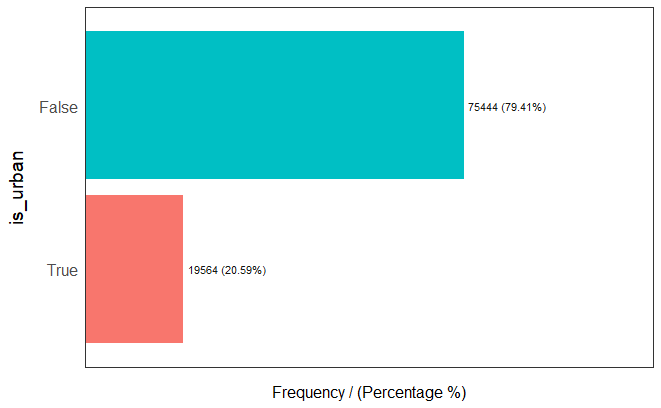 False
75444 (79.41%)
is_urban
True
19564 (20.59%)
Frequency / (Percentage %)